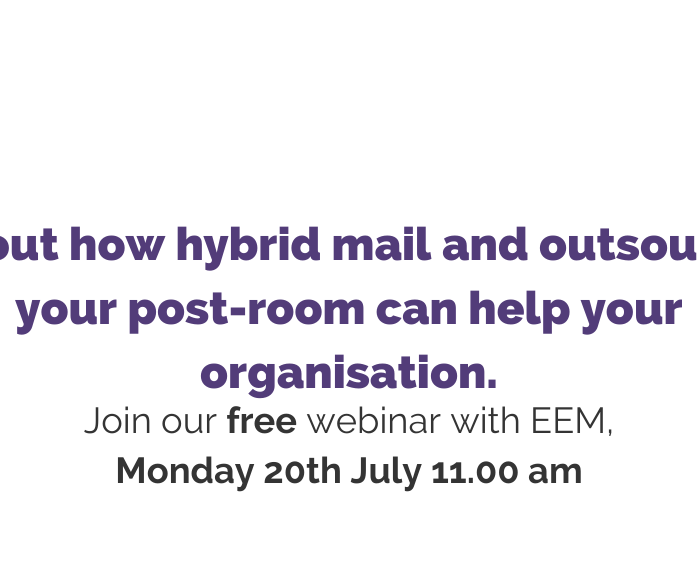 out how hybrid mail and outsou
your post-room can help your
organisation.
Join our free webinar with EEM,
Monday 20th July 11.00 am